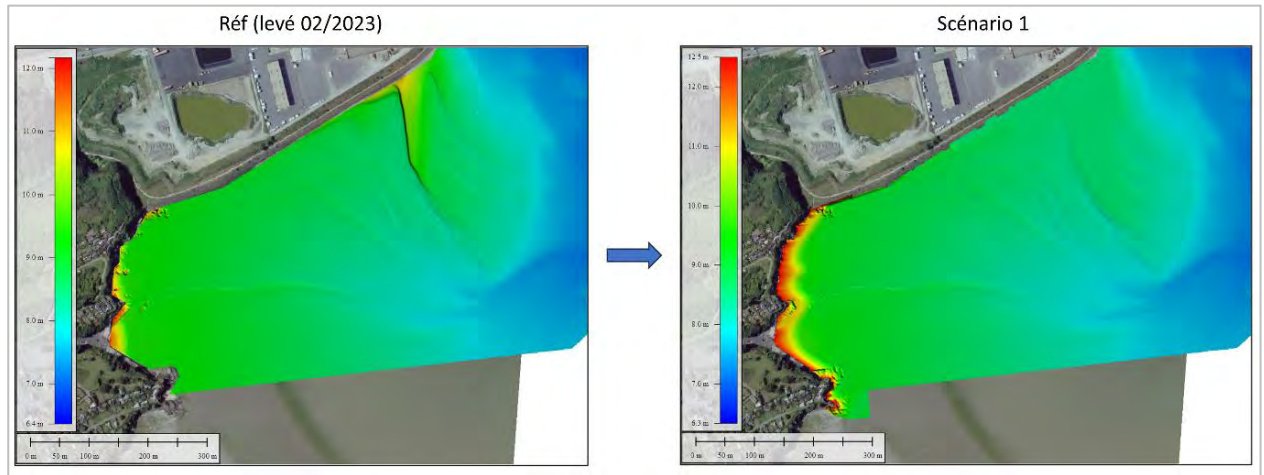 Réf (levé 02/2023)
Scénario 1
12.0 m
11.0 m
10.0 m
9.0 m
8.0 m
7.0 m
6.4 m
0 m 50 m 100 m 200 m 300 m
12.5 m
11.0 m
10.0 m
9.0 m
8.0 m
7.0 m
6.3 m
0 m 50 m 100 m 200 m 300 m